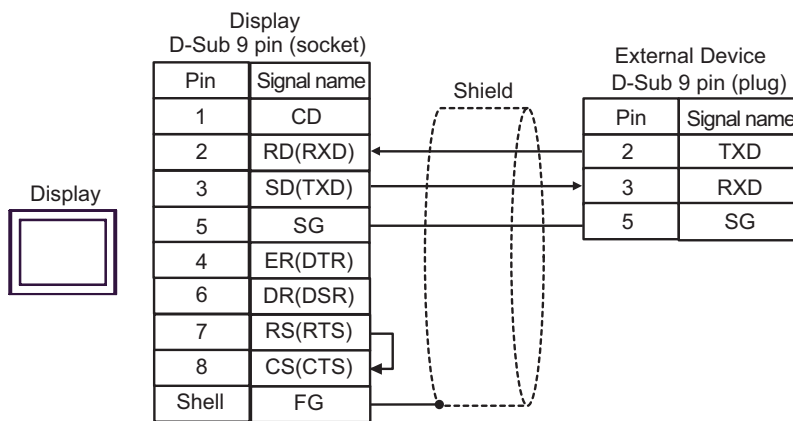 Display
D-Sub 9 pin (socket)
Pin Signal name
1 CD
2 RD(RXD)
3 SD(TXD)
5 SG
4 ER(DTR)
6 DR(DSR)
7 RS(RTS)
8 CS(CTS)
Shell FG
Display
Shield
External Device
D-Sub 9 pin (plug)
Pin Signal name
2 TXD
3 RXD
5 SG